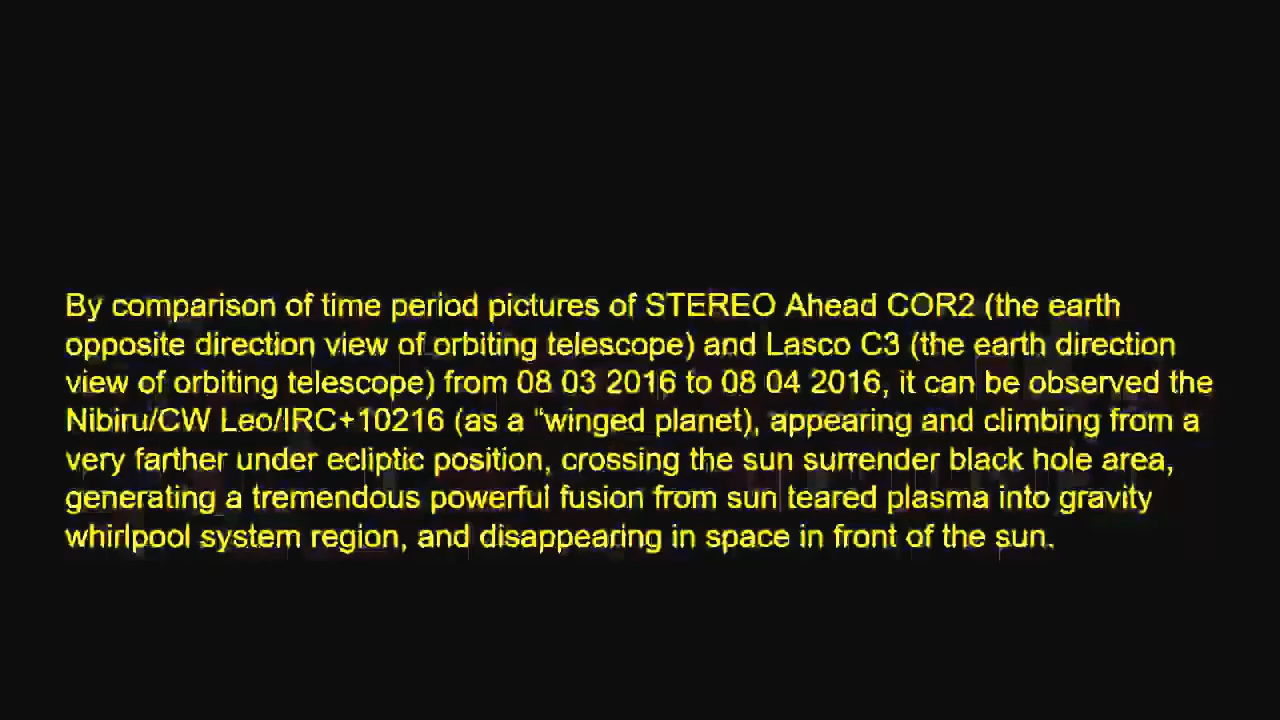 By comparison of time period pictures of STEREO Ahead COR2 (the earth
opposite direction view of orbiting telescope) and Lasco C3 (the earth direction
view of orbiting telescope) from 08 03 2016 to 08 04 2016, it can be observed the
Nibiru/CW Leo/IRC+10216 (as a “winged planet), appearing and climbing from a
very farther under ecliptic position, crossing the sun surrender black hole area,
generating a tremendous powerful fusion from sun teared plasma into gravity
whirlpool system region, and disappearing in space in front of the sun.